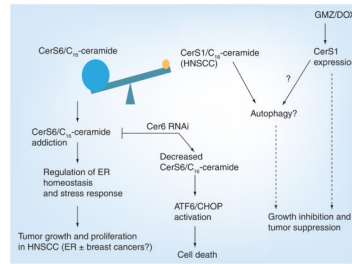 GMZ/DOX
CerS6/C16-ceramide
CerS1/C18-ceramide
(HNSCC)
CerS1
expression
?
Autophagy?
CerS6/C16-ceramide
addiction
Cer6 RNAi
Decreased
CerS6/C16-ceramide
Regulation of ER
homeostasis
and stress response
ATF6/CHOP
activation
Tumor growth and proliferation
in HNSCC (ER ± breast cancers?)
Cell death
Growth inhibition and
tumor suppression